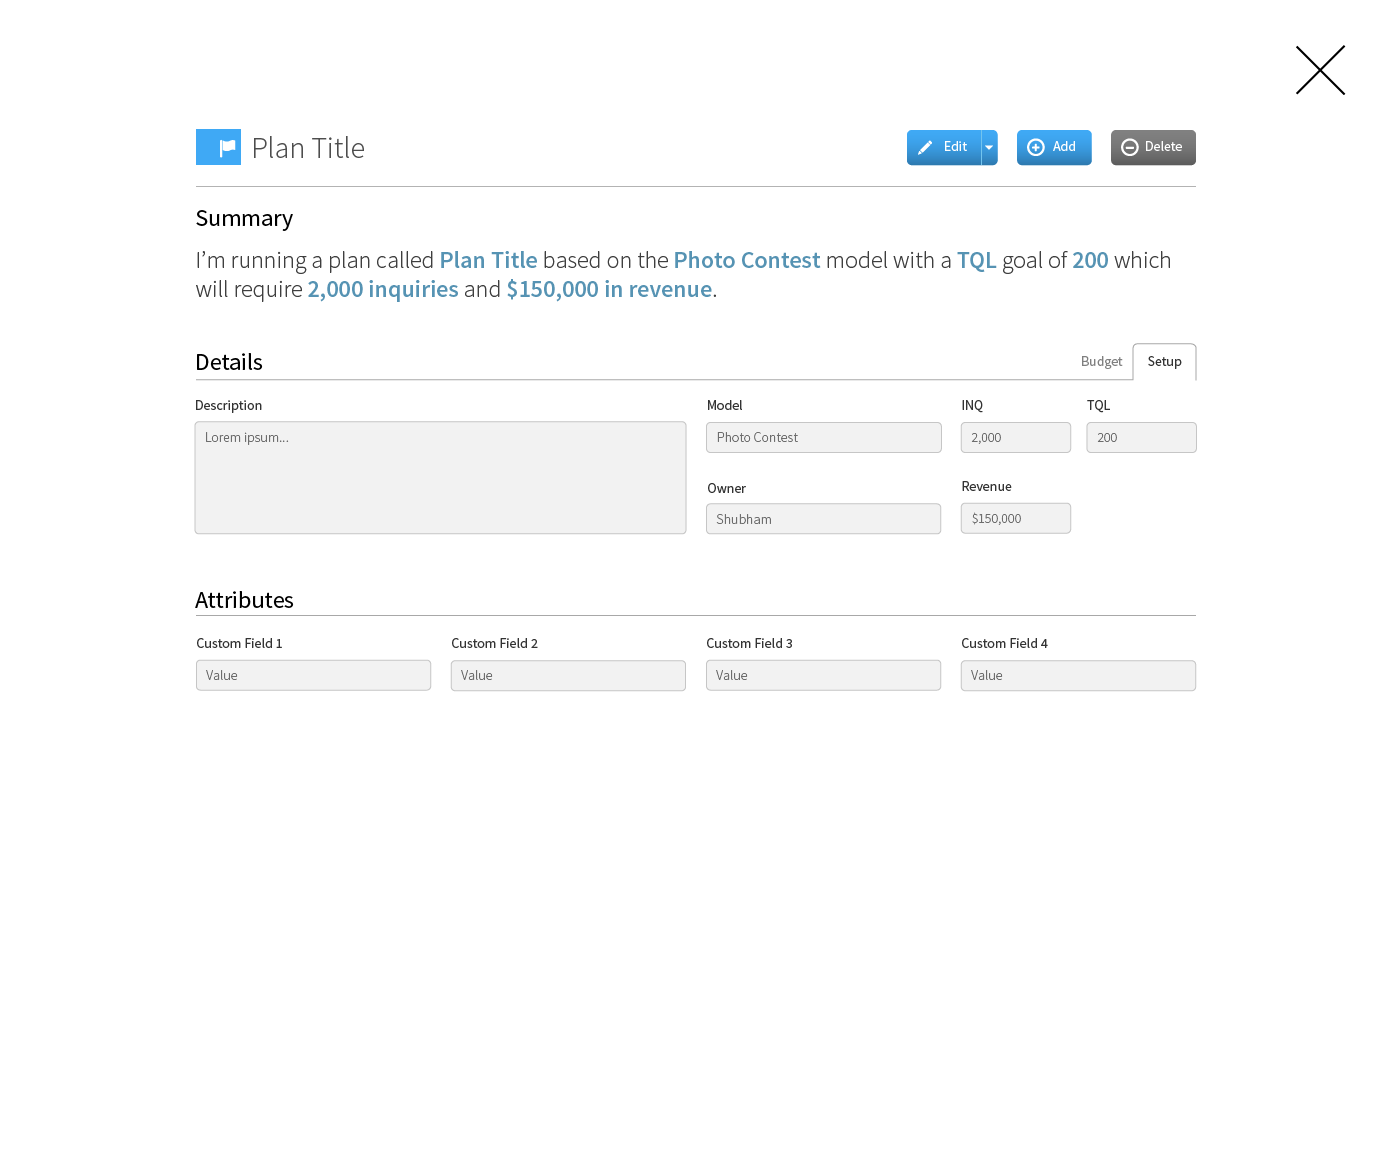 Plan Title
Edit
Add
Delete
Summary
I’m running a plan called Plan Title based on the Photo Contest model with a TQL goal of 200 which
will require 2,000 inquiries and $150,000 in revenue.
Details
Budget
Setup
Description
Model
INQ
TQL
Lorem ipsum...
Photo Contest
2,000
200
Owner
Revenue
Shubham
$150,000
Attributes
Custom Field 1
Custom Field 2
Custom Field 3
Custom Field 4
Value
Value
Value
Value